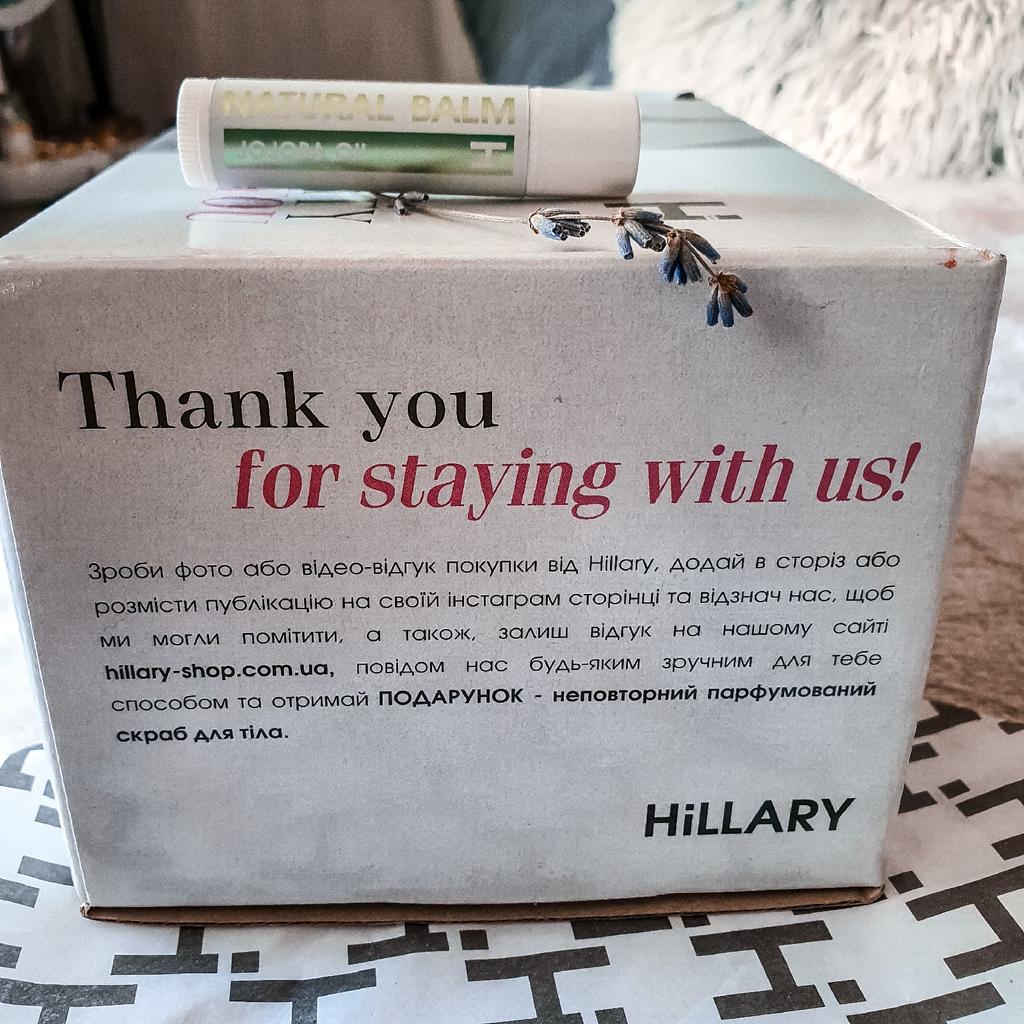 NATURAL BALM
JOJOBA OIL
H
Thank you
for staying with us!
Зроби фото або відео-відгук покупки від Hillary, додай в сторіз або
розмісти публікацію на своїй інстаграм сторінці та відзнач нас, щоб
ми могли помітити, а також, залиш відгук на нашому сайті
hillary-shop.com.ua, повідом нас будь-яким зручним для тебе
способом та отримай ПОДАРУНОК - неповторний парфумований
скраб для тіла.
HiLLARY